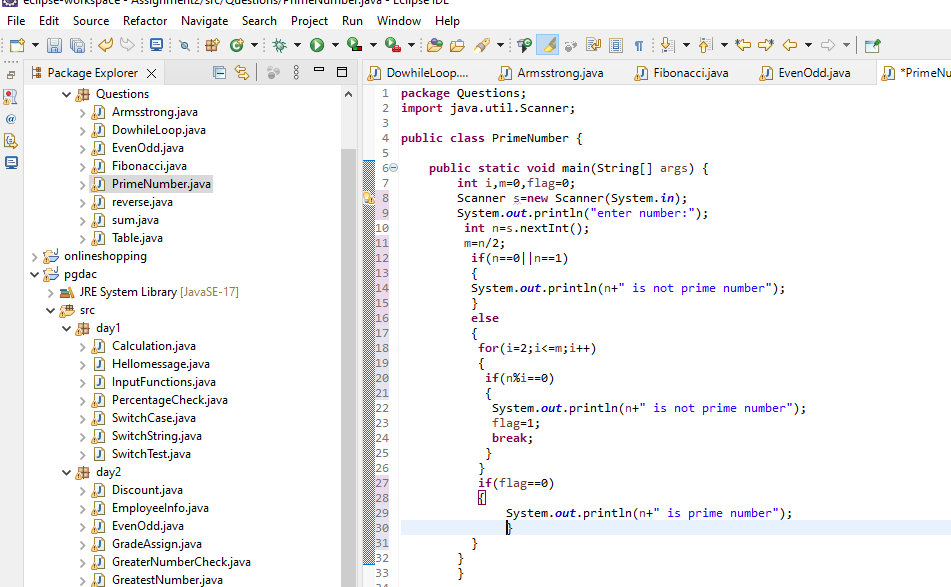 eclipse-workspace - Assignment2/src/Questions/PrimeNumber.java - Eclipse IDE
File Edit Source Refactor Navigate Search Project Run Window Help
Package Explorer
DowhileLoop....
Armsstrong.java
Fibonacci.java
EvenOdd.java
*PrimeNu
Questions
Armsstrong.java
DowhileLoop.java
EvenOdd.java
Fibonacci.java
PrimeNumber.java
reverse.java
sum.java
Table.java
onlineshopping
pgdac
JRE System Library [JavaSE-17]
src
day1
Calculation.java
Hellomessage.java
InputFunctions.java
PercentageCheck.java
SwitchCase.java
SwitchString.java
SwitchTest.java
day2
Discount.java
EmployeeInfo.java
EvenOdd.java
GradeAssign.java
GreaterNumberCheck.java
GreatestNumber.java
1 package Questions;
2 import java.util.Scanner;
3
4 public class PrimeNumber {
5
6 public static void main(String[] args) {
7 int i,m=0,flag=0;
8 Scanner s=new Scanner(System.in);
9 System.out.println("enter number:");
10 int n=s.nextInt();
11 m=n/2;
12 if(n==0||n==1)
13 {
14 System.out.println(n+" is not prime number");
15 }
16 else
17 {
18 for(i=2;i<=m;i++)
19 {
20 if(n%i==0)
21 {
22 System.out.println(n+" is not prime number");
23 flag=1;
24 break;
25 }
26 }
27 if(flag==0)
28 {
29 System.out.println(n+" is prime number");
30 }
31 }
32 }
33 }